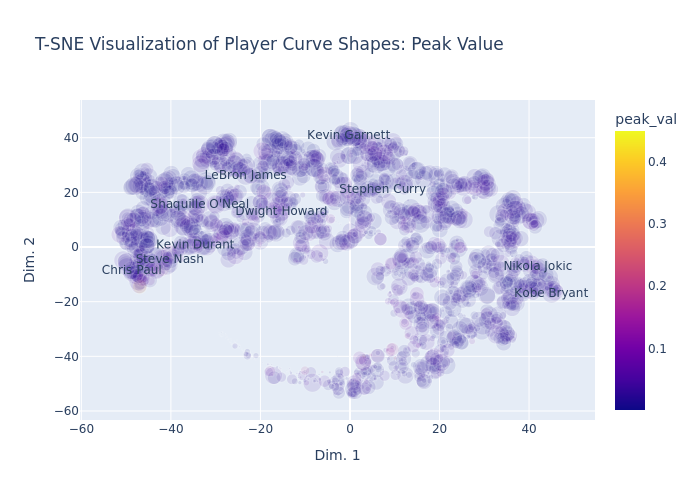 T-SNE Visualization of Player Curve Shapes: Peak Value
peak_val
0.4
0.3
0.2
0.1
Dim. 2
40
20
0
−20
−40
−60
Kevin Garnett
LeBron James
Stephen Curry
Shaquille O'Neal
Dwight Howard
Kevin Durant
Steve Nash
Chris Paul
Nikola Jokic
Kobe Bryant
−60
−40
−20
0
20
40
Dim. 1